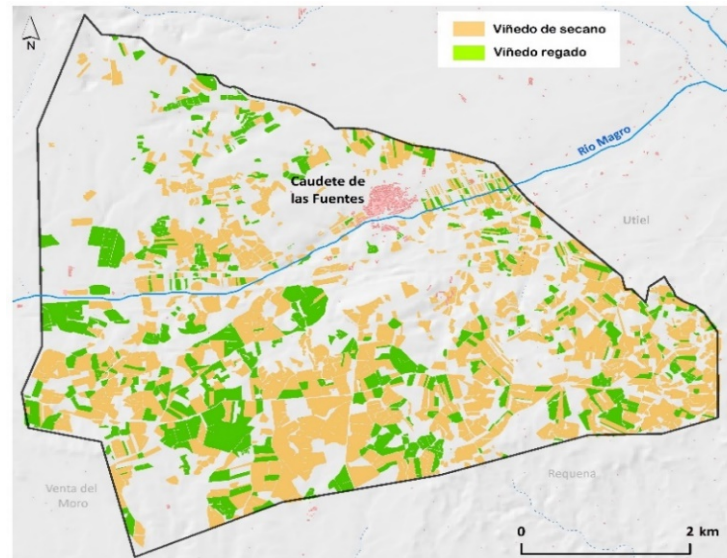 N
Viñedo de secano
Viñedo regado
Río Magro
Caudete de
las Fuentes
Utiel
Requena
Venta del
Moro
0 2 km